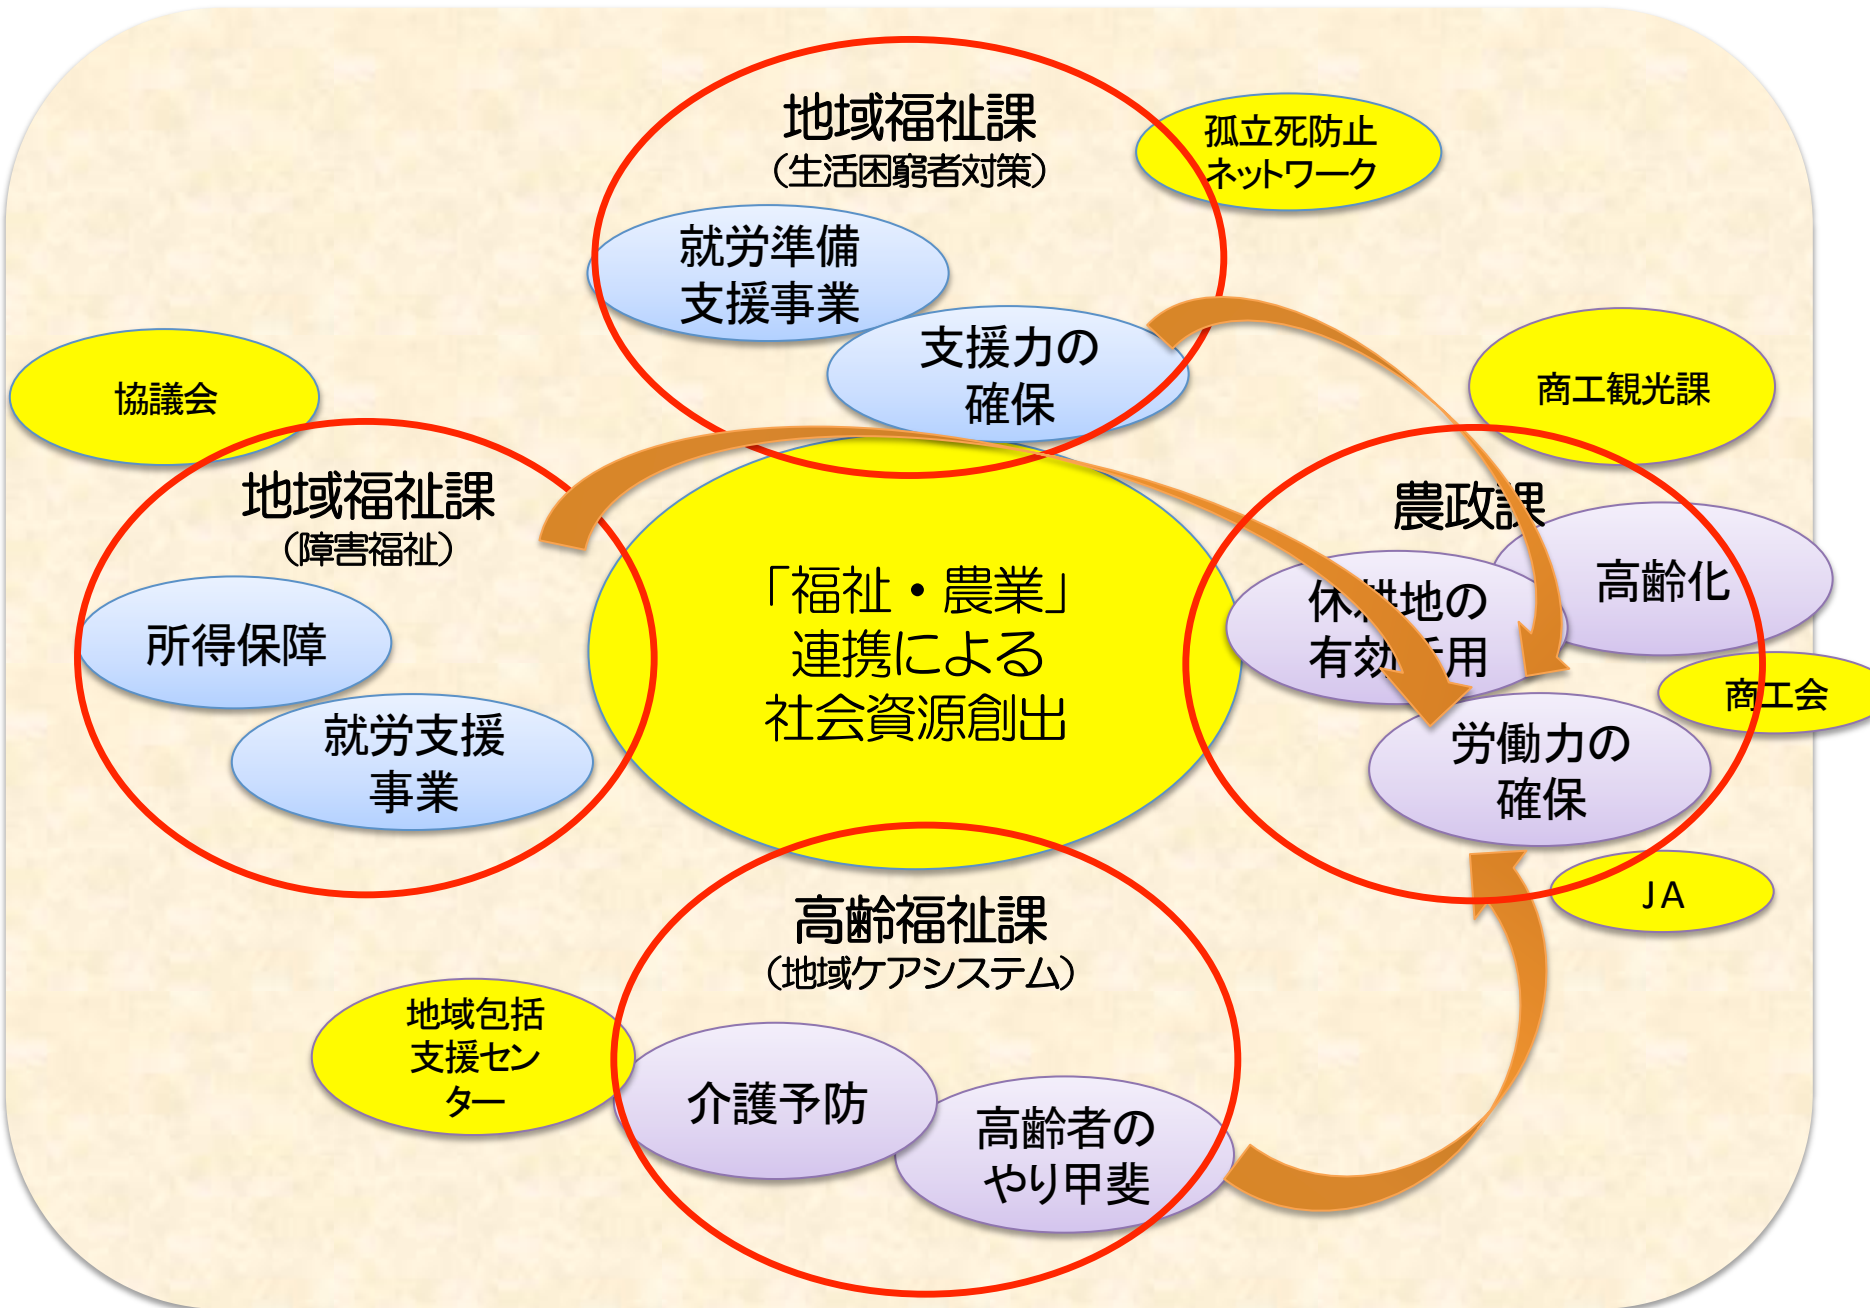 地域福祉課
（生活困窮者対策）
孤立死防止
ネットワーク
就労準備
支援事業
支援力の
確保
協議会
商工観光課
地域福祉課
（障害福祉）
所得保障
就労支援
事業
「福祉・農業」
連携による
社会資源創出
農政課
高齢化
休耕地の
有効活用
商工会
労働力の
確保
JA
高齢福祉課
（地域ケアシステム）
地域包括
支援セン
ター
介護予防
高齢者の
やり甲斐